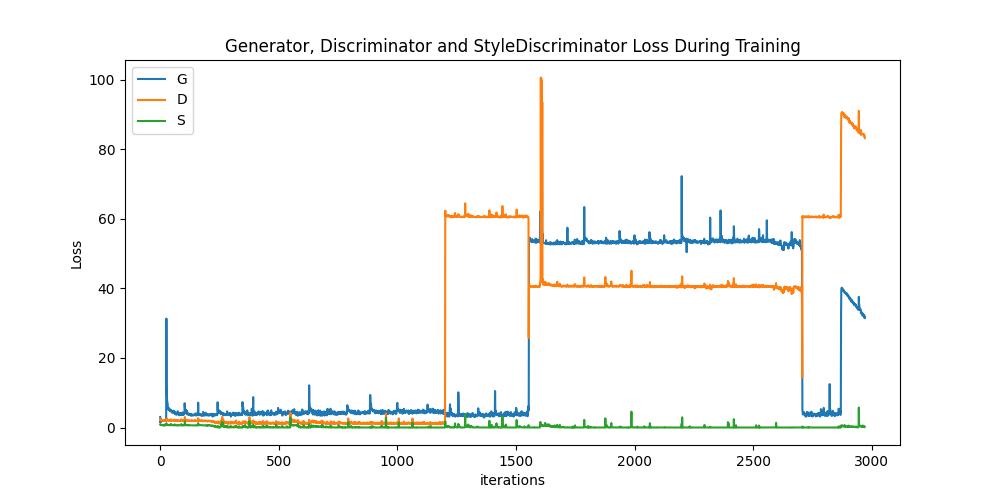 Generator, Discriminator and StyleDiscriminator Loss During Training
G
D
S
100
80
60
40
20
0
Loss
0 500 1000 1500 2000 2500 3000
iterations